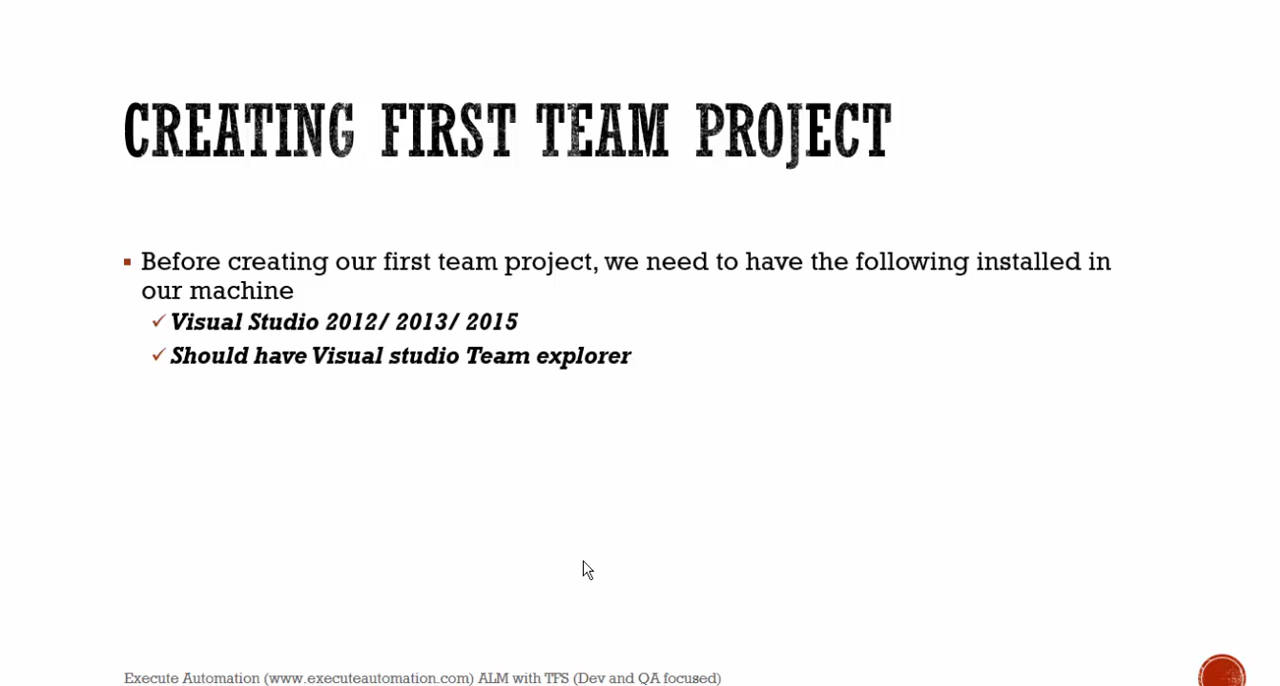 CREATING FIRST TEAM PROJECT
Before creating our first team project, we need to have the following installed in
our machine
Visual Studio 2012/ 2013/ 2015
Should have Visual studio Team explorer
Execute Automation (www.executeautomation.com) ALM with TFS (Dev and QA focused)